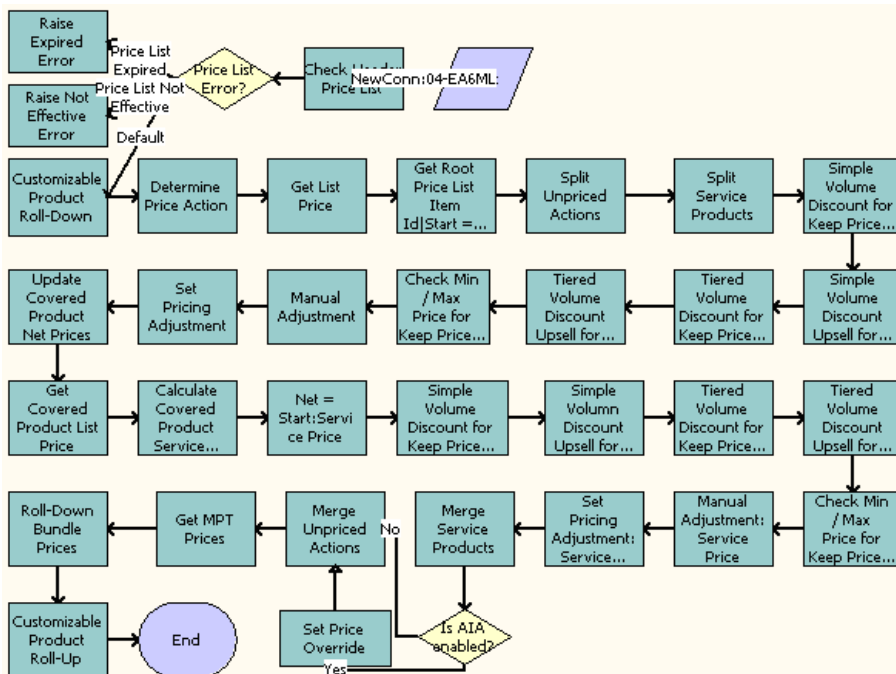 Raise
Expired
Error
Price List
Expired
Price List Not
Effective
Price List
Error?
Check Header
Price List
NewConn:04-EA6ML:
Raise Not
Effective
Error
Default
Customizable
Product
Roll-Down
Determine
Price Action
Get List
Price
Get Root
Price List
Item
Id|Start =...
Split
Unpriced
Actions
Split
Service
Products
Simple
Volume
Discount for
Keep Price...
Update
Covered
Product
Net Prices
Set
Pricing
Adjustment
Manual
Adjustment
Check Min
/ Max
Price for
Keep Price...
Tiered
Volume
Discount
Upsell for...
Tiered
Volume
Discount for
Keep Price...
Simple
Volume
Discount
Upsell for...
Get
Covered
Product List
Price
Calculate
Covered
Product
Service...
Net =
Start:Servi
ce Price
Simple
Volume
Discount for
Keep Price...
Simple
Volumn
Discount
Upsell for...
Tiered
Volume
Discount for
Keep Price...
Tiered
Volume
Discount
Upsell for...
Roll-Down
Bundle
Prices
Get MPT
Prices
Merge
Unpriced
Actions
No
Merge
Service
Products
Set
Pricing
Adjustment:
Service...
Manual
Adjustment:
Service
Price
Check Min
/ Max
Price for
Keep Price...
Customizable
Product
Roll-Up
End
Set Price
Override
Is AIA
enabled?
Yes